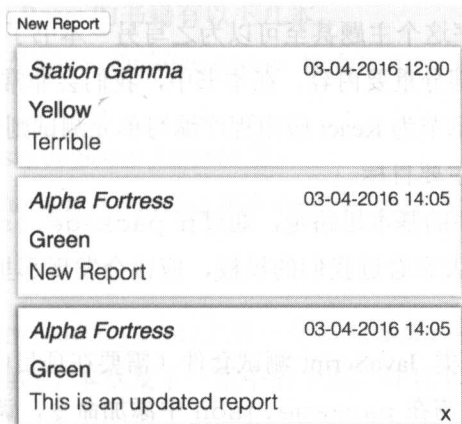 New Report
Station Gamma 03-04-2016 12:00
Yellow
Terrible
Alpha Fortress 03-04-2016 14:05
Green
New Report
Alpha Fortress 03-04-2016 14:05
Green
This is an updated report
x